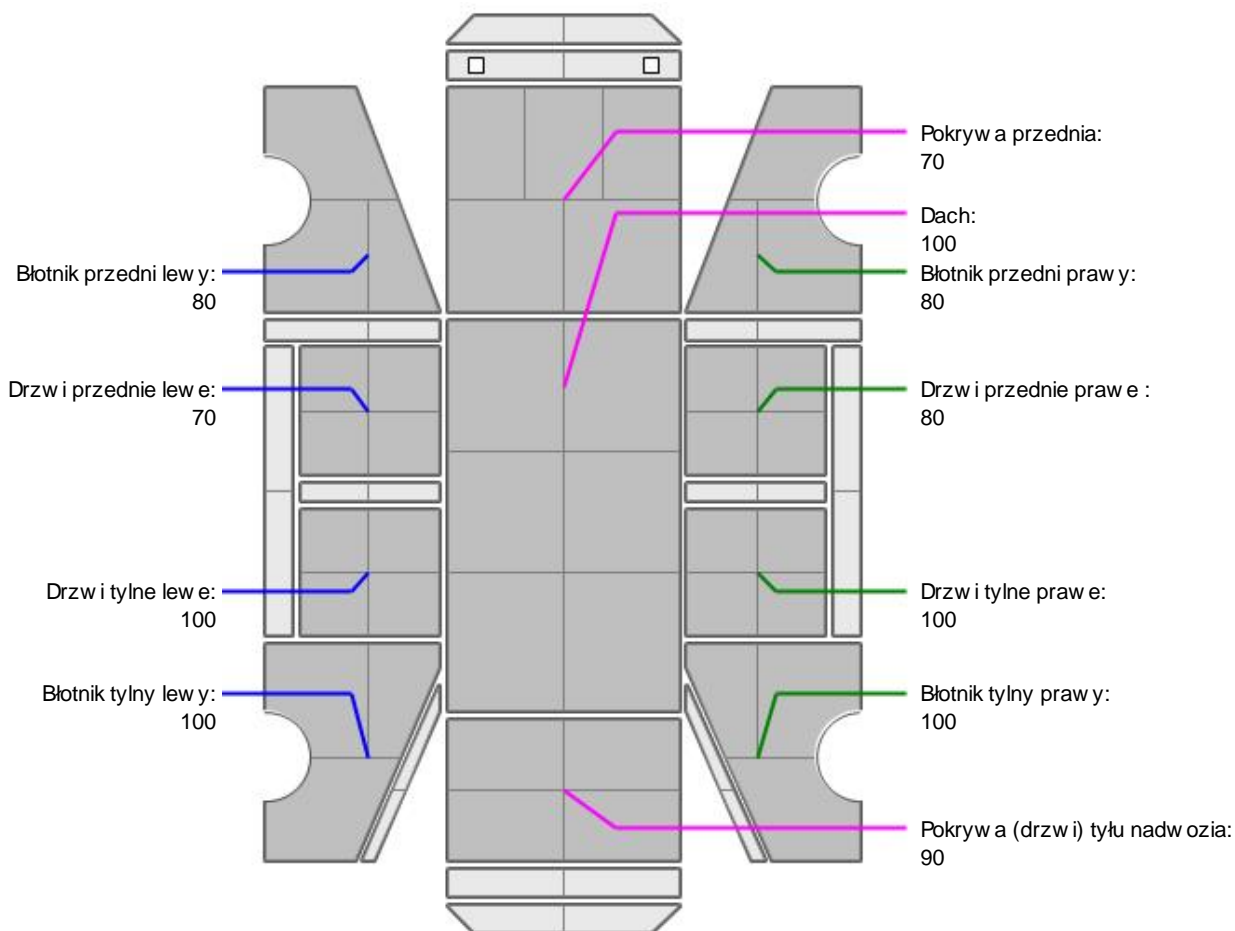 Pokrywa przednia:
70
Dach:
100
Błotnik przedni lewy:
80
Błotnik przedni prawy:
80
Drzwi przednie lewe:
70
Drzwi przednie prawe :
80
Drzwi tylne lewe:
100
Drzwi tylne prawe:
100
Błotnik tylny lewy:
100
Błotnik tylny prawy:
100
Pokrywa (drzwi) tyłu nadwozia:
90